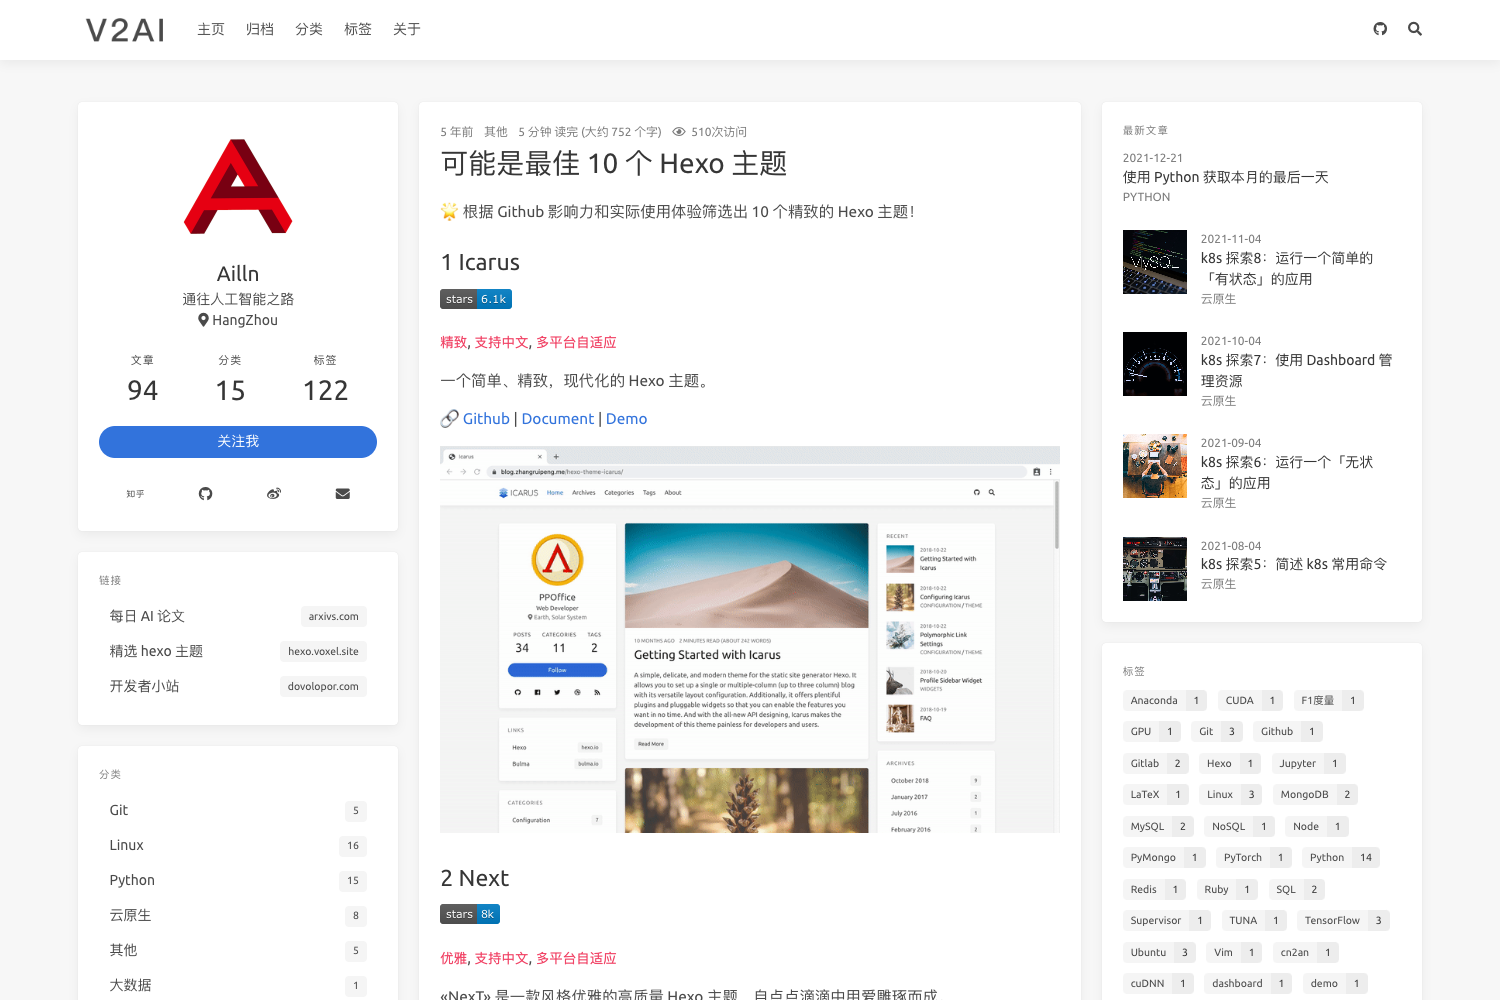 V2AI
主页 归档 分类 标签 关于
Ailln
通往人工智能之路
HangZhou
文章 分类 标签
94 15 122
关注我
知乎
链接
每日 AI 论文 arxivs.com
精选 hexo 主题 hexo.voxel.site
开发者小站 dovolopor.com
分类
Git 5
Linux 16
Python 15
云原生 8
其他 5
大数据 1
5 年前 其他 5 分钟 读完 (大约 752 个字) 510次访问
可能是最佳 10 个 Hexo 主题
🌟 根据 Github 影响力和实际使用体验筛选出 10 个精致的 Hexo 主题！
1 Icarus
stars 6.1k
精致, 支持中文, 多平台自适应
一个简单、精致，现代化的 Hexo 主题。
🔗 Github | Document | Demo
Icarus
blog.zhangruipeng.me/hexo-theme-icarus/
ICARUS Home Archives Categories Tags About
PPOffice
Web Developer
Earth, Solar System
POSTS CATEGORIES TAGS
34 11 2
Follow
LINKS
Hexo hexo.io
Bulma bulma.io
CATEGORIES
Configuration 7
10 MONTHS AGO 2 MINUTES READ (ABOUT 242 WORDS)
Getting Started with Icarus
A simple, delicate, and modern theme for the static site generator Hexo. It
allows you to set up a single or multiple-column (up to three column) blog
with its versatile layout configuration. Additionally, it offers plentiful
plugins and pluggable widgets so that you can enable the features you
want in no time. And with the all-new API designing, Icarus makes the
development of this theme painless for developers and users.
Read More
RECENT
2018-10-22
Getting Started with
Icarus
2018-10-22
Configuring Icarus
CONFIGURATION / THEME
2018-10-22
Polymorphic Link
Settings
CONFIGURATION / THEME
2018-10-20
Profile Sidebar Widget
WIDGETS
2018-10-19
FAQ
ARCHIVES
October 2018 9
January 2017 2
July 2016 1
February 2016 2
2 Next
stars 8k
优雅, 支持中文, 多平台自适应
«NexT» 是一款风格优雅的高质量 Hexo 主题，自点点滴滴中用爱雕琢而成。
最新文章
2021-12-21
使用 Python 获取本月的最后一天
PYTHON
MySQL
2021-11-04
k8s 探索8：运行一个简单的
「有状态」的应用
云原生
2021-10-04
k8s 探索7：使用 Dashboard 管
理资源
云原生
2021-09-04
k8s 探索6：运行一个「无状
态」的应用
云原生
2021-08-04
k8s 探索5：简述 k8s 常用命令
云原生
标签
Anaconda 1 CUDA 1 F1度量 1
GPU 1 Git 3 Github 1
Gitlab 2 Hexo 1 Jupyter 1
LaTeX 1 Linux 3 MongoDB 2
MySQL 2 NoSQL 1 Node 1
PyMongo 1 PyTorch 1 Python 14
Redis 1 Ruby 1 SQL 2
Supervisor 1 TUNA 1 TensorFlow 3
Ubuntu 3 Vim 1 cn2an 1
cuDNN 1 dashboard 1 demo 1